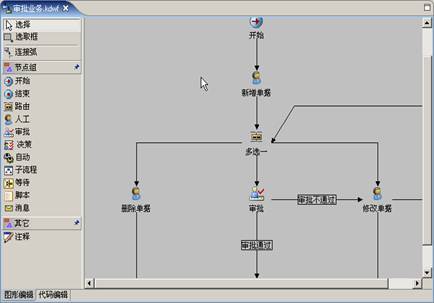 审批业务.kdwf
选择
选取框
连接弧
节点组
开始
结束
路由
人工
审批
决策
自动
子流程
等待
脚本
消息
其它
注释
开始
新增单据
多选一
删除单据
审批
审批不通过
修改单据
审批通过
图形编辑 代码编辑